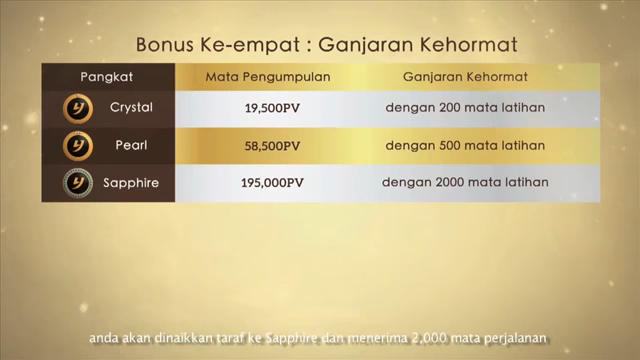 Bonus Ke-empat : Ganjaran Kehormat
Pangkat Mata Pengumpulan Ganjaran Kehormat
Crystal 19,500PV dengan 200 mata latihan
Pearl 58,500PV dengan 500 mata latihan
Sapphire 195,000PV dengan 2000 mata latihan
anda akan dinaikkan taraf ke Sapphire dan menerima 2,000 mata perjalanan